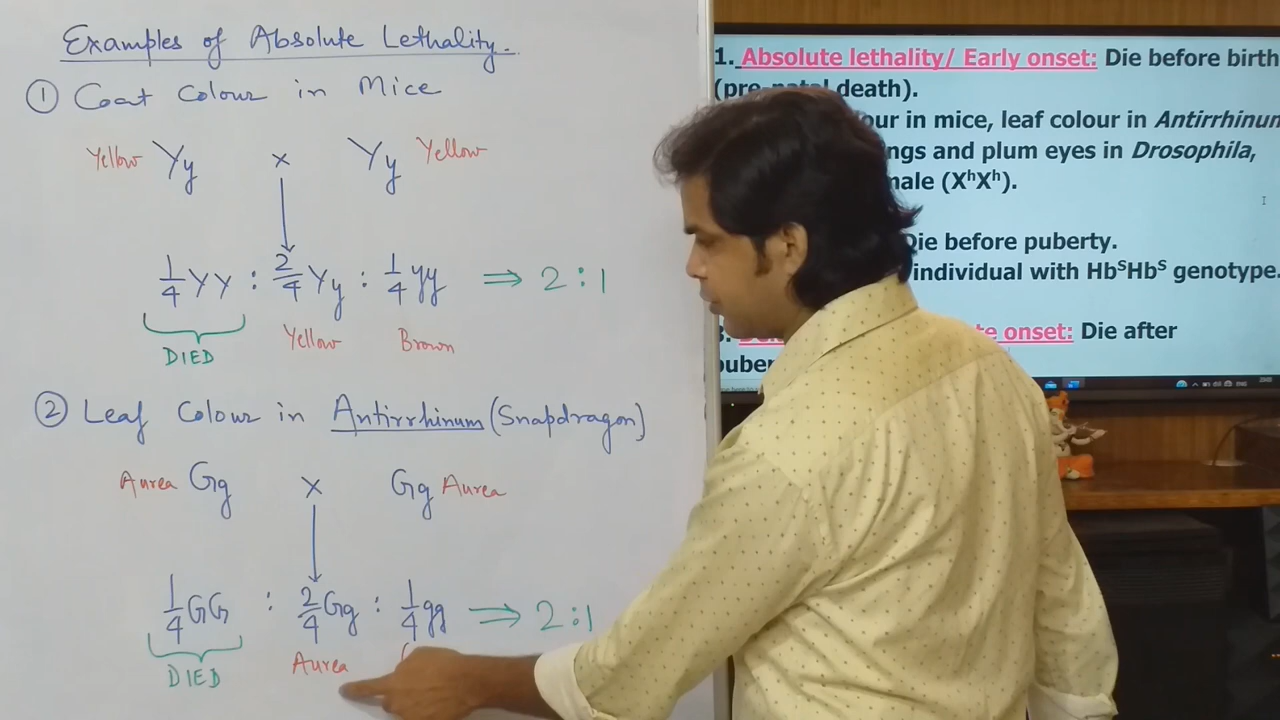 Examples of Absolute Lethality.
① Coat Colour in Mice
Yellow Yy x Yy Yellow
1/4 YY : 2/4 Yy : 1/4 yy ⇒ 2:1
DIED Yellow Brown
② Leaf Colour in Antirrhinum (Snapdragon)
Aurea Gg x Gg Aurea
1/4 GG : 2/4 Gg : 1/4 gg ⇒ 2:1
DIED Aurea
1. Absolute lethality/ Early onset: Die before birth
(pre-natal death).
in mice, leaf colour in Antirrhinum
and plum eyes in Drosophila,
(XʰXʰ).
Die before puberty.
individual with HbˢHbˢ genotype.
onset: Die after